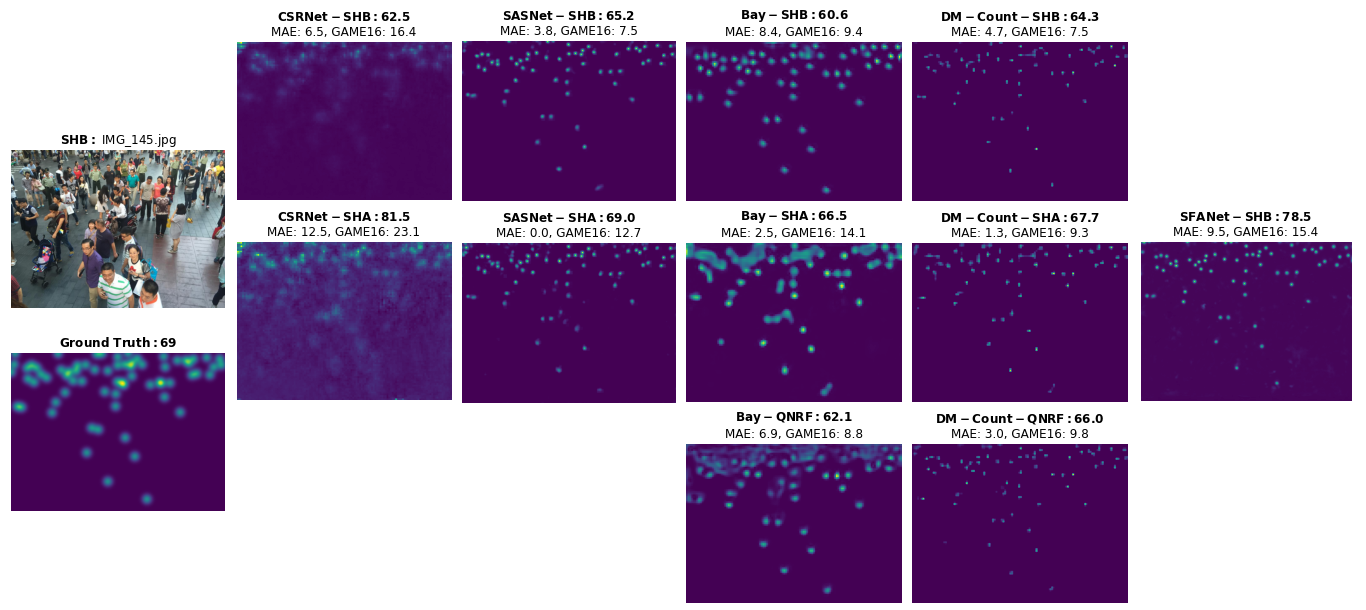 CSRNet − SHB : 62.5
MAE: 6.5, GAME16: 16.4
SASNet − SHB : 65.2
MAE: 3.8, GAME16: 7.5
Bay − SHB : 60.6
MAE: 8.4, GAME16: 9.4
DM − Count − SHB : 64.3
MAE: 4.7, GAME16: 7.5
SHB : IMG_145.jpg
CSRNet − SHA : 81.5
MAE: 12.5, GAME16: 23.1
SASNet − SHA : 69.0
MAE: 0.0, GAME16: 12.7
Bay − SHA : 66.5
MAE: 2.5, GAME16: 14.1
DM − Count − SHA : 67.7
MAE: 1.3, GAME16: 9.3
SFANet − SHB : 78.5
MAE: 9.5, GAME16: 15.4
Ground Truth : 69
Bay − QNRF : 62.1
MAE: 6.9, GAME16: 8.8
DM − Count − QNRF : 66.0
MAE: 3.0, GAME16: 9.8